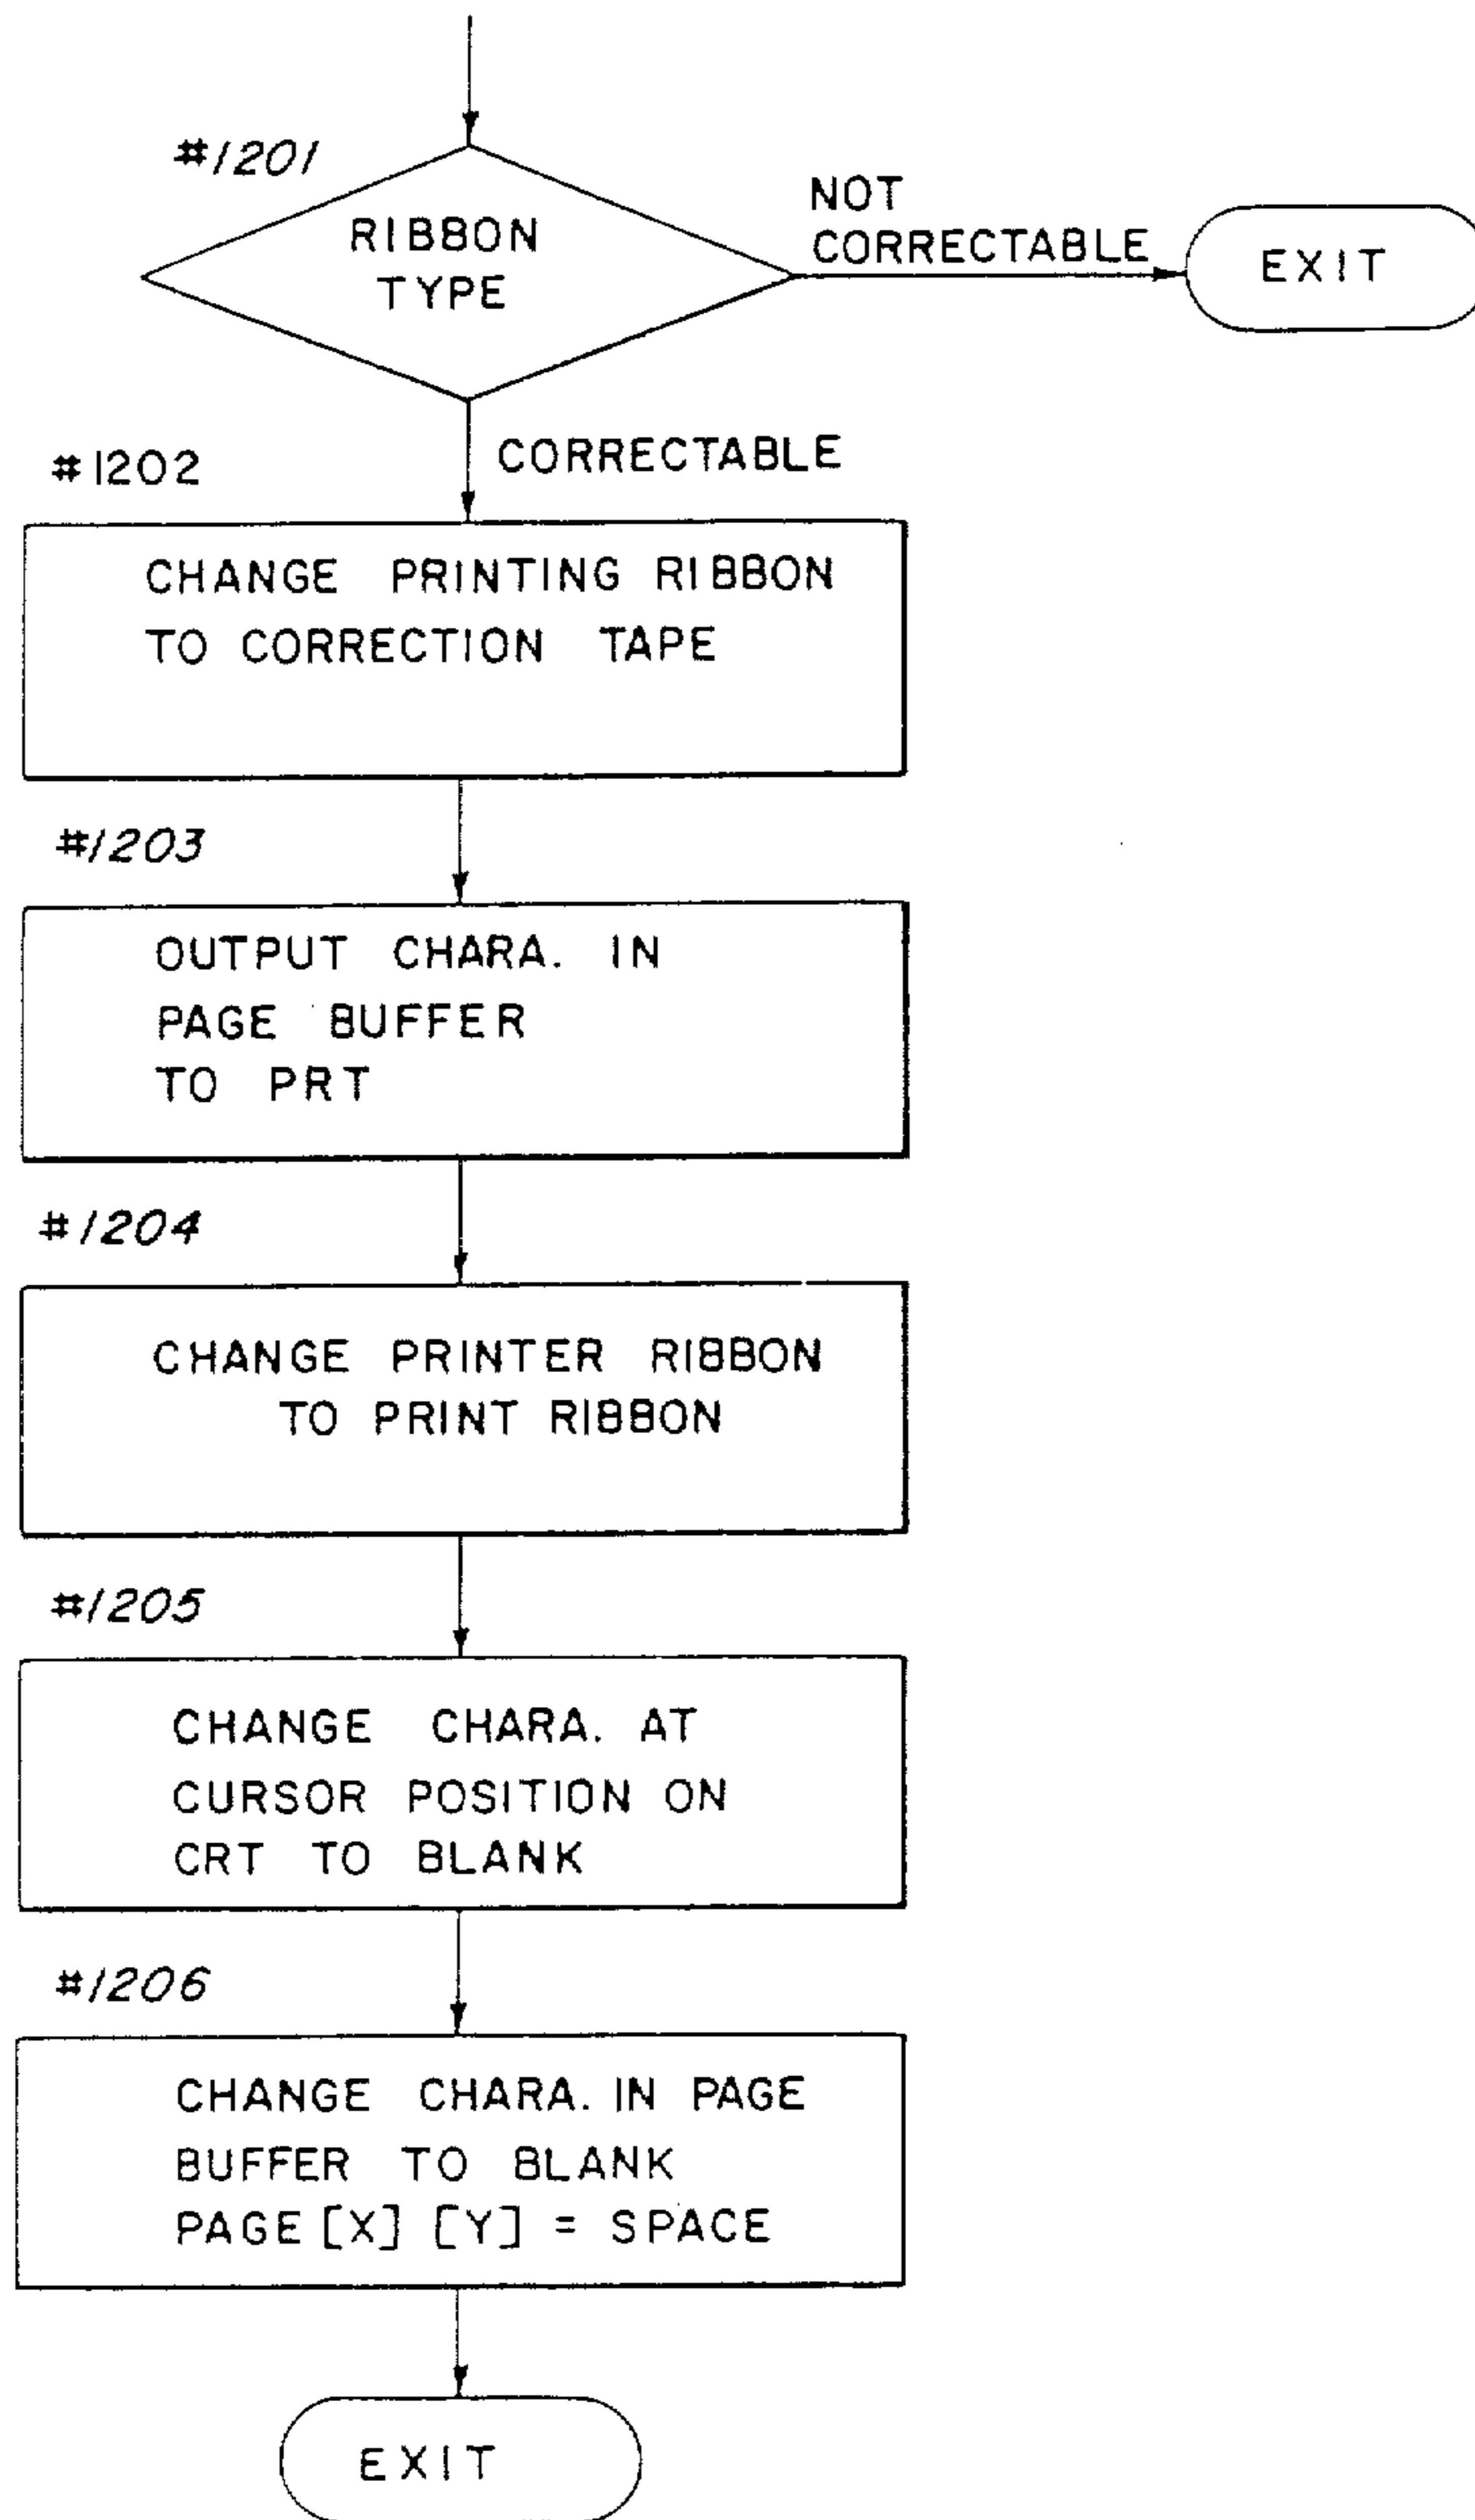 #1201
RIBBON
TYPE
NOT
CORRECTABLE
EXIT
CORRECTABLE
#1202
CHANGE PRINTING RIBBON
TO CORRECTION TAPE
#1203
OUTPUT CHARA. IN
PAGE BUFFER
TO PRT
#1204
CHANGE PRINTER RIBBON
TO PRINT RIBBON
#1205
CHANGE CHARA. AT
CURSOR POSITION ON
CRT TO BLANK
#1206
CHANGE CHARA. IN PAGE
BUFFER TO BLANK
PAGE [X] [Y] = SPACE
EXIT